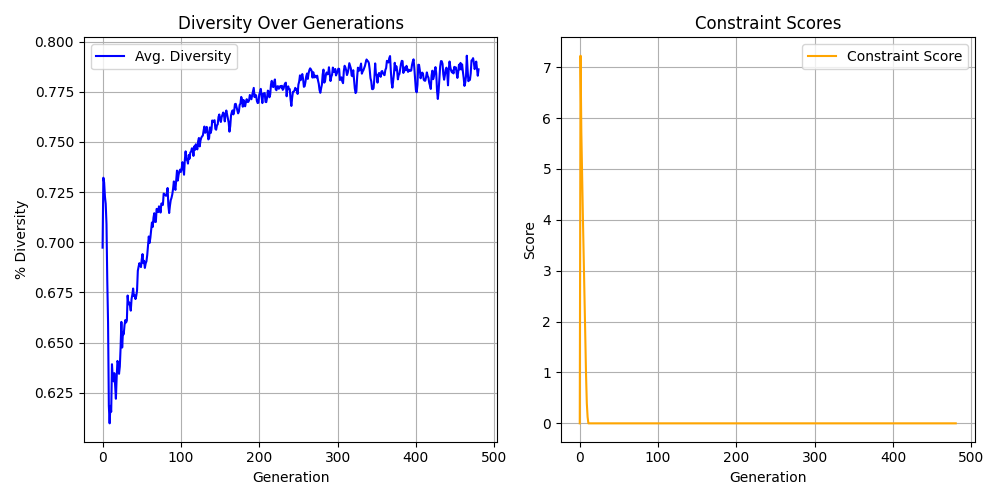 Diversity Over Generations
Avg. Diversity
% Diversity
0.800
0.775
0.750
0.725
0.700
0.675
0.650
0.625
0 100 200 300 400 500
Generation
Constraint Scores
Constraint Score
Score
7
6
5
4
3
2
1
0
0 100 200 300 400 500
Generation